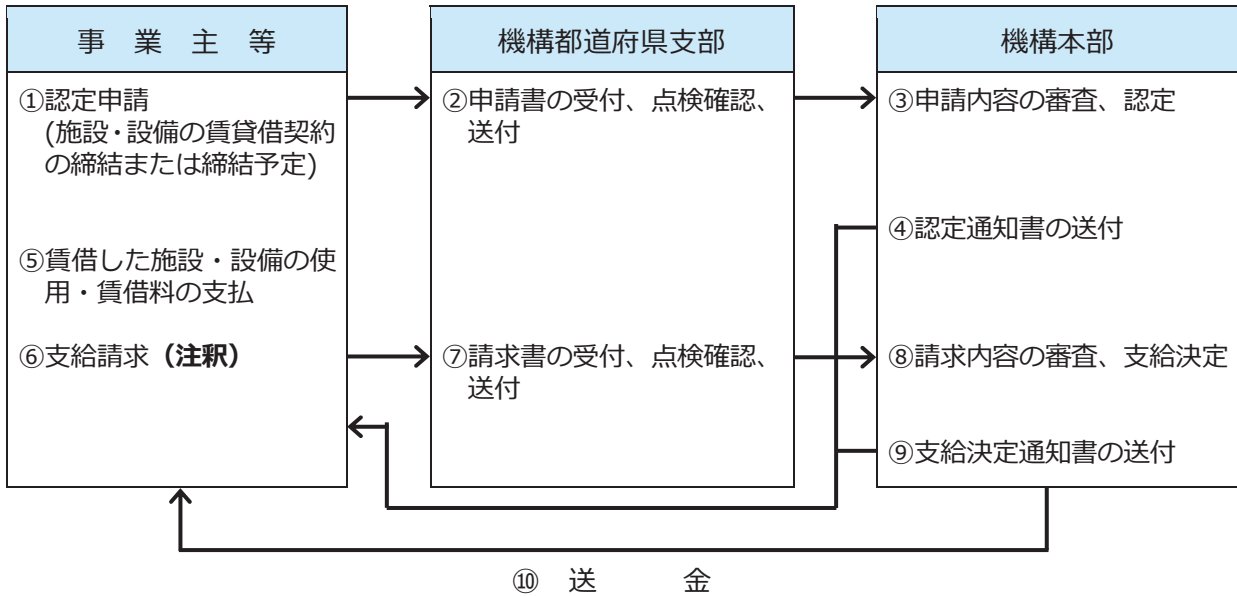 事 業 主 等
機構都道府県支部
機構本部
①認定申請
(施設・設備の賃貸借契約
の締結または締結予定)
②申請書の受付、点検確認、
送付
③申請内容の審査、認定
④認定通知書の送付
⑤賃借した施設・設備の使
用・賃借料の支払
⑥支給請求（注釈）
⑦請求書の受付、点検確認、
送付
⑧請求内容の審査、支給決定
⑨支給決定通知書の送付
⑩ 送 金